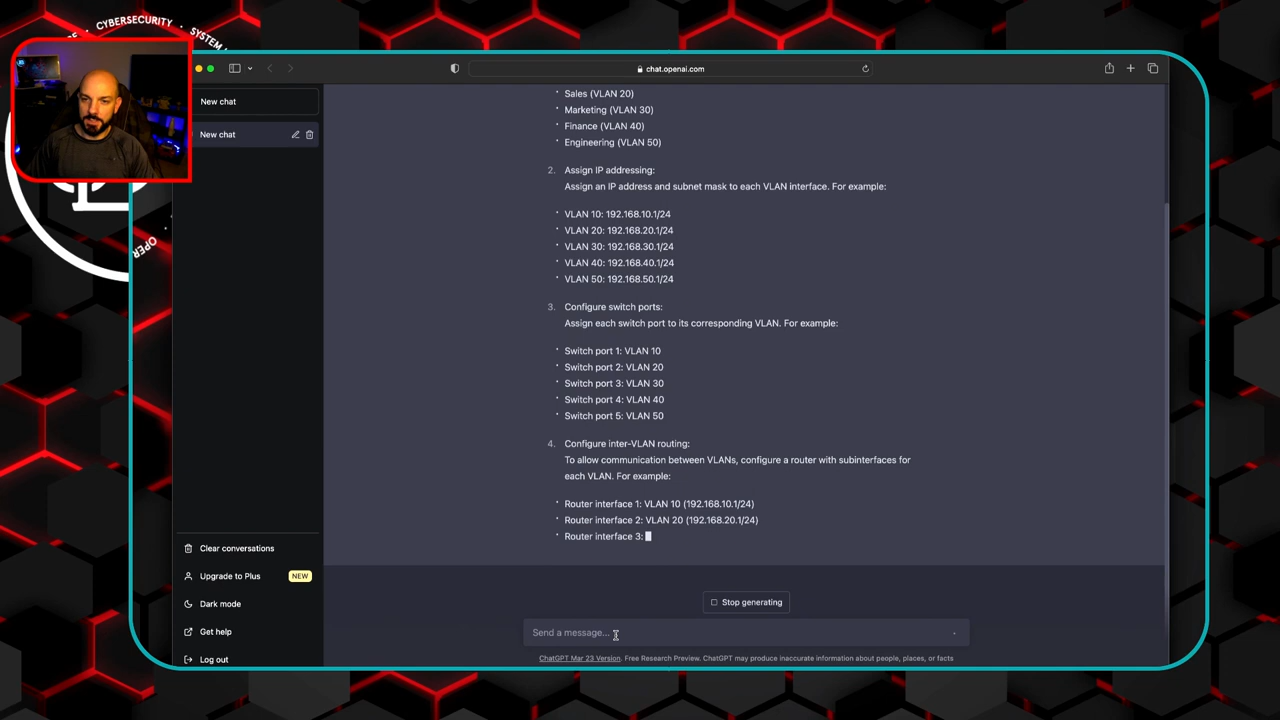 CYBERSECURITY · SYSTEM
OPER
chat.openai.com
New chat
New chat
Sales (VLAN 20)
Marketing (VLAN 30)
Finance (VLAN 40)
Engineering (VLAN 50)
2. Assign IP addressing:
Assign an IP address and subnet mask to each VLAN interface. For example:
VLAN 10: 192.168.10.1/24
VLAN 20: 192.168.20.1/24
VLAN 30: 192.168.30.1/24
VLAN 40: 192.168.40.1/24
VLAN 50: 192.168.50.1/24
3. Configure switch ports:
Assign each switch port to its corresponding VLAN. For example:
Switch port 1: VLAN 10
Switch port 2: VLAN 20
Switch port 3: VLAN 30
Switch port 4: VLAN 40
Switch port 5: VLAN 50
4. Configure inter-VLAN routing:
To allow communication between VLANs, configure a router with subinterfaces for
each VLAN. For example:
Router interface 1: VLAN 10 (192.168.10.1/24)
Router interface 2: VLAN 20 (192.168.20.1/24)
Router interface 3:
Clear conversations
Upgrade to Plus NEW
Dark mode
Get help
Log out
Stop generating
Send a message...
ChatGPT Mar 23 Version. Free Research Preview. ChatGPT may produce inaccurate information about people, places, or facts